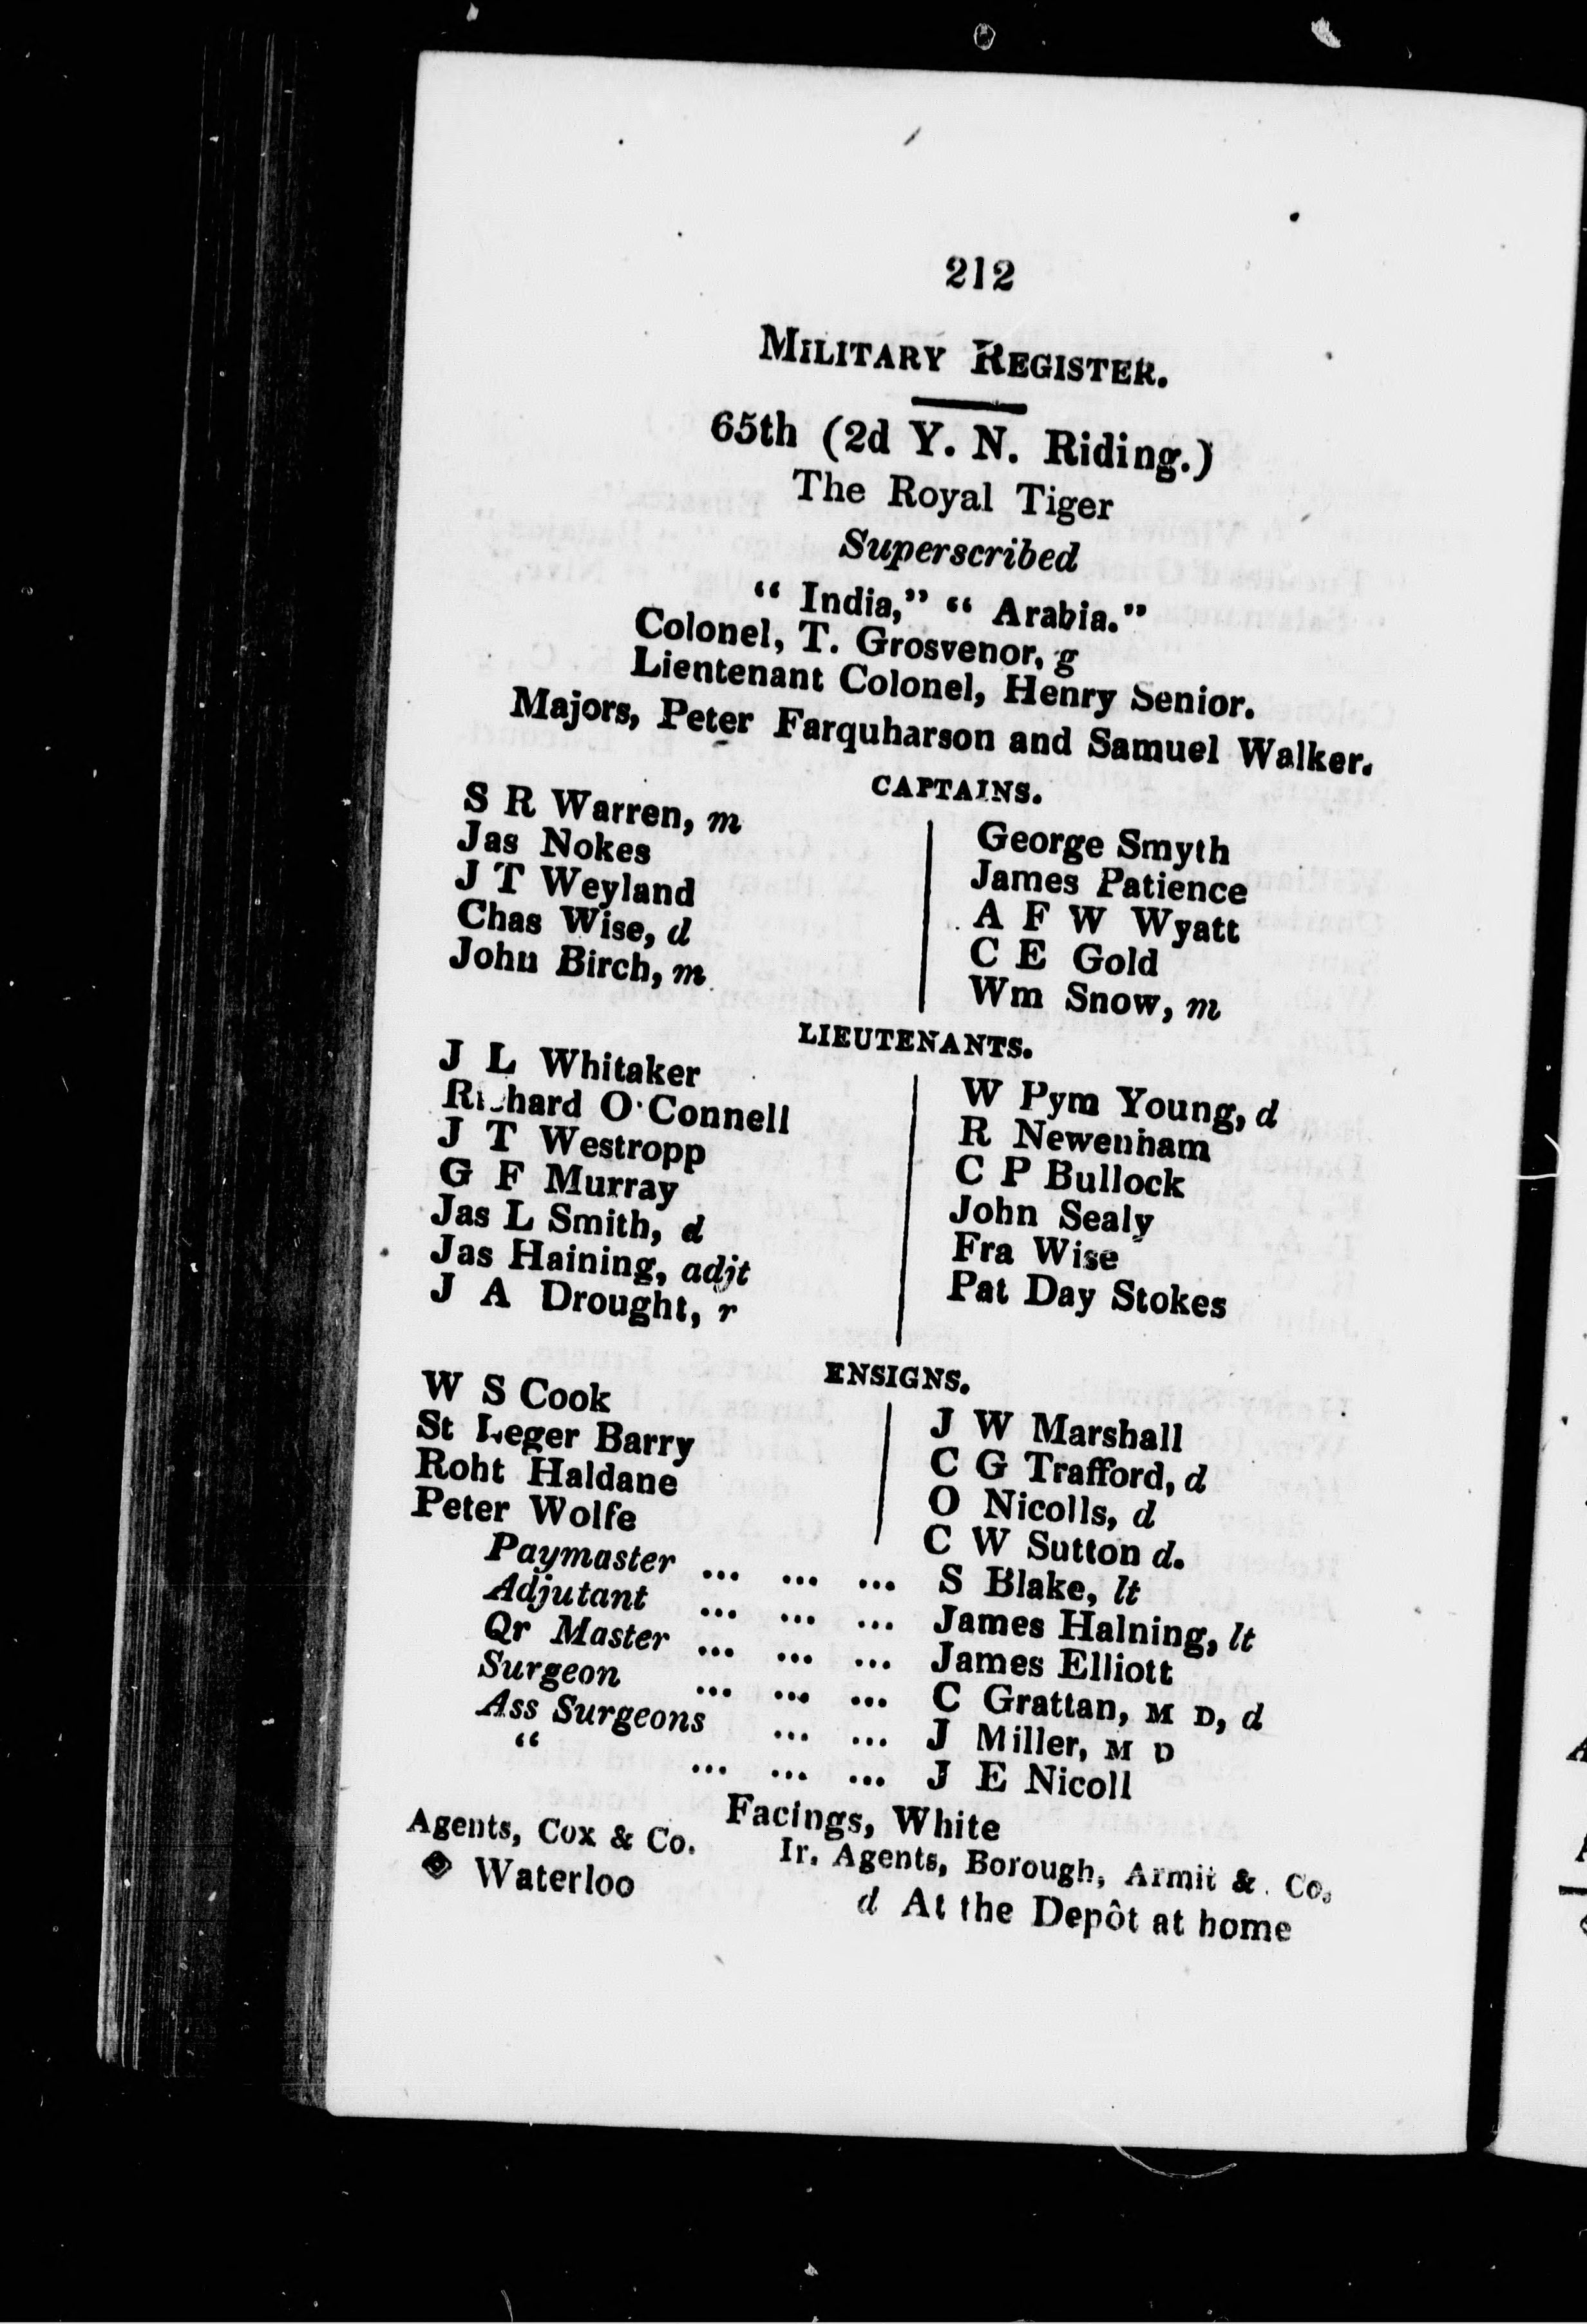 212
MILITARY REGISTER.
65th (2d Y. N. Riding.)
The Royal Tiger
Superscribed
“ India,” “ Arabia.”
Colonel, T. Grosvenor, g
Lientenant Colonel, Henry Senior.
Majors, Peter Farquharson and Samuel Walker.
CAPTAINS.
S R Warren, m
Jas Nokes
J T Weyland
Chas Wise, d
John Birch, m
George Smyth
James Patience
A F W Wyatt
C E Gold
Wm Snow, m
LIEUTENANTS.
J L Whitaker
Richard O'Connell
J T Westropp
G F Murray
Jas L Smith, d
Jas Haining, adjt
J A Drought, r
W Pym Young, d
R Newenham
C P Bullock
John Sealy
Fra Wise
Pat Day Stokes
ENSIGNS.
W S Cook
St Leger Barry
Roht Haldane
Peter Wolfe
J W Marshall
C G Trafford, d
O Nicolls, d
C W Sutton d.
Paymaster ... ... ... S Blake, lt
Adjutant ... ... ... James Halning, lt
Qr Master ... ... ... James Elliott
Surgeon ... ... ... C Grattan, M D, d
Ass Surgeons ... ... J Miller, M D
“ ... ... ... J E Nicoll
Facings, White
Agents, Cox & Co. Ir. Agents, Borough, Armit & Co.
Waterloo d At the Depôt at home